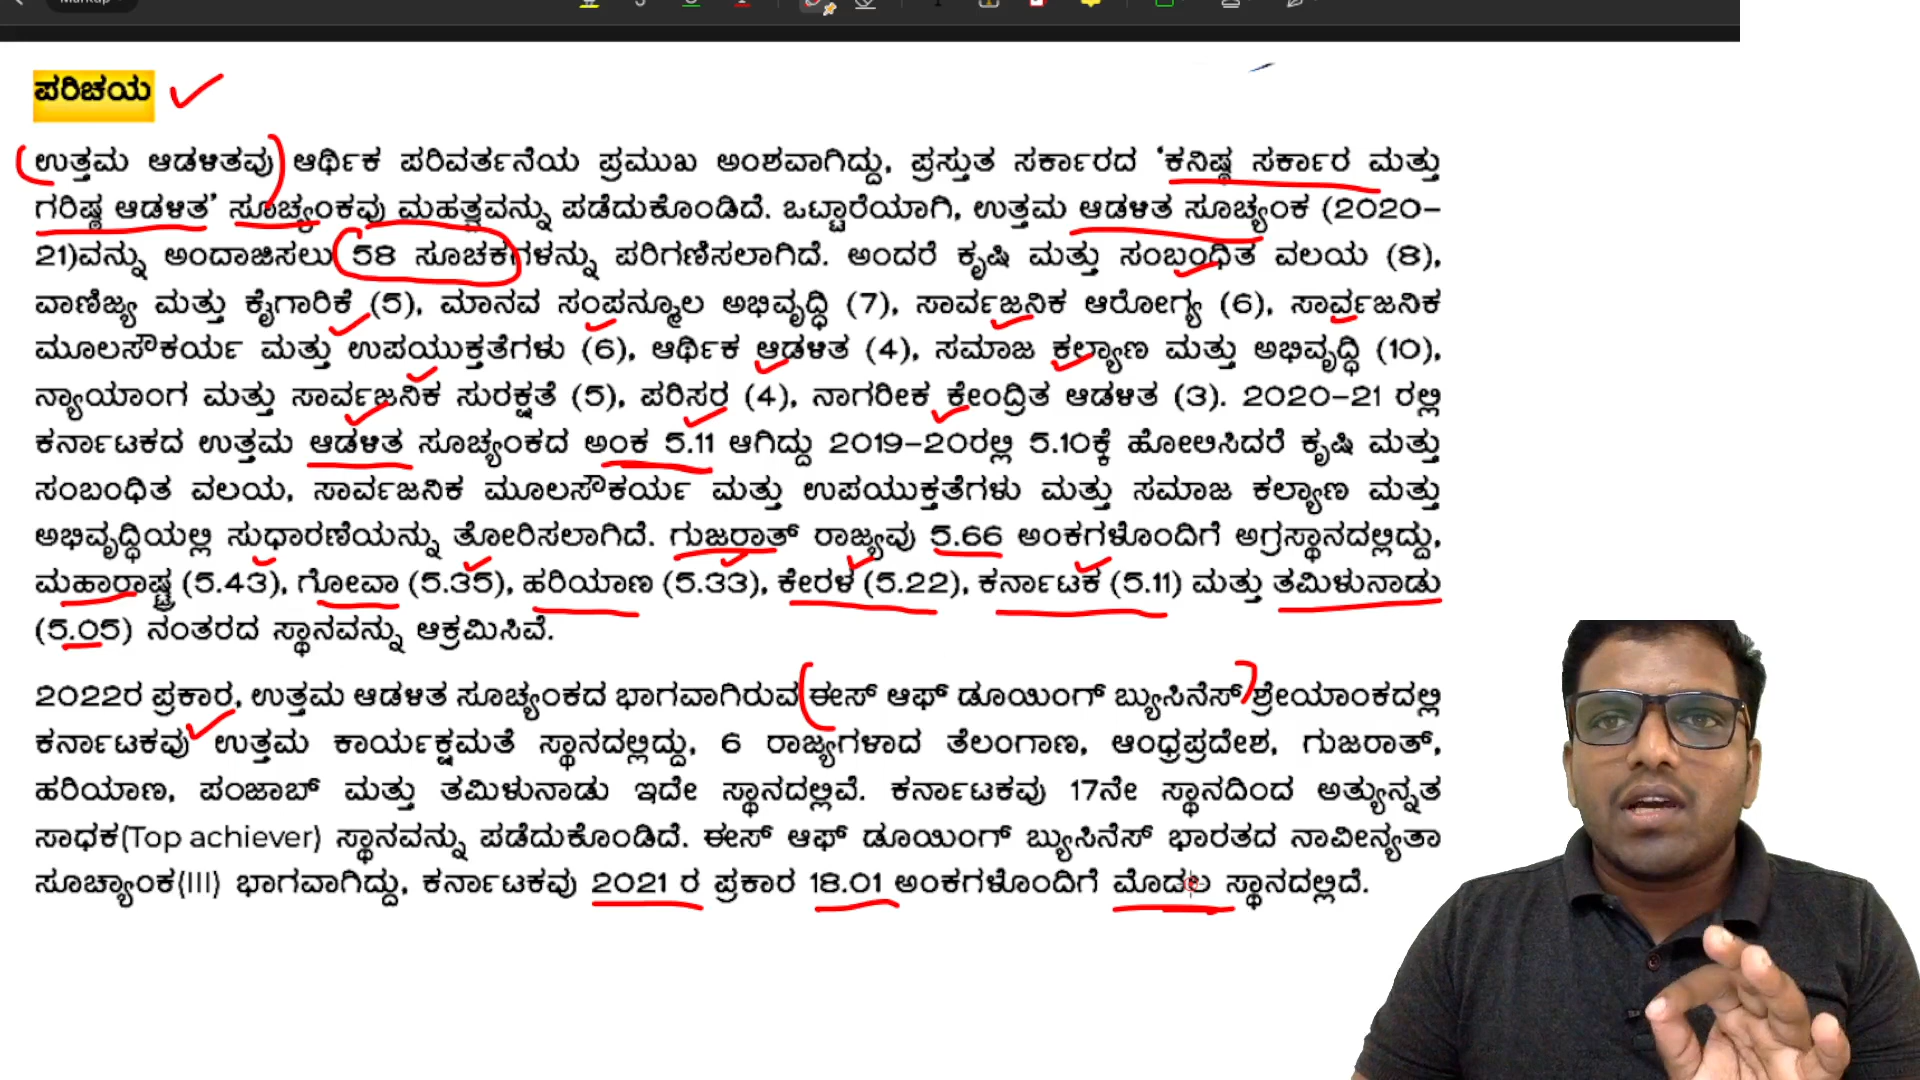 ಪರಿಚಯ
ಉತ್ತಮ ಆಡಳಿತವು ಆರ್ಥಿಕ ಪರಿವರ್ತನೆಯ ಪ್ರಮುಖ ಅಂಶವಾಗಿದ್ದು, ಪ್ರಸ್ತುತ ಸರ್ಕಾರದ 'ಕನಿಷ್ಠ ಸರ್ಕಾರ ಮತ್ತು
ಗರಿಷ್ಠ ಆಡಳಿತ' ಸೂಚ್ಯಂಕವು ಮಹತ್ವವನ್ನು ಪಡೆದುಕೊಂಡಿದೆ. ಒಟ್ಟಾರೆಯಾಗಿ, ಉತ್ತಮ ಆಡಳಿತ ಸೂಚ್ಯಂಕ (2020-
21)ವನ್ನು ಅಂದಾಜಿಸಲು 58 ಸೂಚಕಗಳನ್ನು ಪರಿಗಣಿಸಲಾಗಿದೆ. ಅಂದರೆ ಕೃಷಿ ಮತ್ತು ಸಂಬಂಧಿತ ವಲಯ (8),
ವಾಣಿಜ್ಯ ಮತ್ತು ಕೈಗಾರಿಕೆ (5), ಮಾನವ ಸಂಪನ್ಮೂಲ ಅಭಿವೃದ್ಧಿ (7), ಸಾರ್ವಜನಿಕ ಆರೋಗ್ಯ (6), ಸಾರ್ವಜನಿಕ
ಮೂಲಸೌಕರ್ಯ ಮತ್ತು ಉಪಯುಕ್ತತೆಗಳು (6), ಆರ್ಥಿಕ ಆಡಳಿತ (4), ಸಮಾಜ ಕಲ್ಯಾಣ ಮತ್ತು ಅಭಿವೃದ್ಧಿ (10),
ನ್ಯಾಯಾಂಗ ಮತ್ತು ಸಾರ್ವಜನಿಕ ಸುರಕ್ಷತೆ (5), ಪರಿಸರ (4), ನಾಗರೀಕ ಕೇಂದ್ರಿತ ಆಡಳಿತ (3). 2020-21 ರಲ್ಲಿ
ಕರ್ನಾಟಕದ ಉತ್ತಮ ಆಡಳಿತ ಸೂಚ್ಯಂಕದ ಅಂಕ 5.11 ಆಗಿದ್ದು 2019-20ರಲ್ಲಿ 5.10ಕ್ಕೆ ಹೋಲಿಸಿದರೆ ಕೃಷಿ ಮತ್ತು
ಸಂಬಂಧಿತ ವಲಯ, ಸಾರ್ವಜನಿಕ ಮೂಲಸೌಕರ್ಯ ಮತ್ತು ಉಪಯುಕ್ತತೆಗಳು ಮತ್ತು ಸಮಾಜ ಕಲ್ಯಾಣ ಮತ್ತು
ಅಭಿವೃದ್ಧಿಯಲ್ಲಿ ಸುಧಾರಣೆಯನ್ನು ತೋರಿಸಲಾಗಿದೆ. ಗುಜರಾತ್ ರಾಜ್ಯವು 5.66 ಅಂಕಗಳೊಂದಿಗೆ ಅಗ್ರಸ್ಥಾನದಲ್ಲಿದ್ದು,
ಮಹಾರಾಷ್ಟ್ರ (5.43), ಗೋವಾ (5.35), ಹರಿಯಾಣ (5.33), ಕೇರಳ (5.22), ಕರ್ನಾಟಕ (5.11) ಮತ್ತು ತಮಿಳುನಾಡು
(5.05) ನಂತರದ ಸ್ಥಾನವನ್ನು ಆಕ್ರಮಿಸಿವೆ.
2022ರ ಪ್ರಕಾರ, ಉತ್ತಮ ಆಡಳಿತ ಸೂಚ್ಯಂಕದ ಭಾಗವಾಗಿರುವ ಈಸ್ ಆಫ್ ಡೂಯಿಂಗ್ ಬ್ಯುಸಿನೆಸ್ ಶ್ರೇಯಾಂಕದಲ್ಲಿ
ಕರ್ನಾಟಕವು ಉತ್ತಮ ಕಾರ್ಯಕ್ಷಮತೆ ಸ್ಥಾನದಲ್ಲಿದ್ದು, 6 ರಾಜ್ಯಗಳಾದ ತೆಲಂಗಾಣ, ಆಂಧ್ರಪ್ರದೇಶ, ಗುಜರಾತ್,
ಹರಿಯಾಣ, ಪಂಜಾಬ್ ಮತ್ತು ತಮಿಳುನಾಡು ಇದೇ ಸ್ಥಾನದಲ್ಲಿವೆ. ಕರ್ನಾಟಕವು 17ನೇ ಸ್ಥಾನದಿಂದ ಅತ್ಯುನ್ನತ
ಸಾಧಕ(Top achiever) ಸ್ಥಾನವನ್ನು ಪಡೆದುಕೊಂಡಿದೆ. ಈಸ್ ಆಫ್ ಡೂಯಿಂಗ್ ಬ್ಯುಸಿನೆಸ್ ಭಾರತದ ನಾವೀನ್ಯತಾ
ಸೂಚ್ಯಾಂಕ(III) ಭಾಗವಾಗಿದ್ದು, ಕರ್ನಾಟಕವು 2021 ರ ಪ್ರಕಾರ 18.01 ಅಂಕಗಳೊಂದಿಗೆ ಮೊದಲ ಸ್ಥಾನದಲ್ಲಿದೆ.